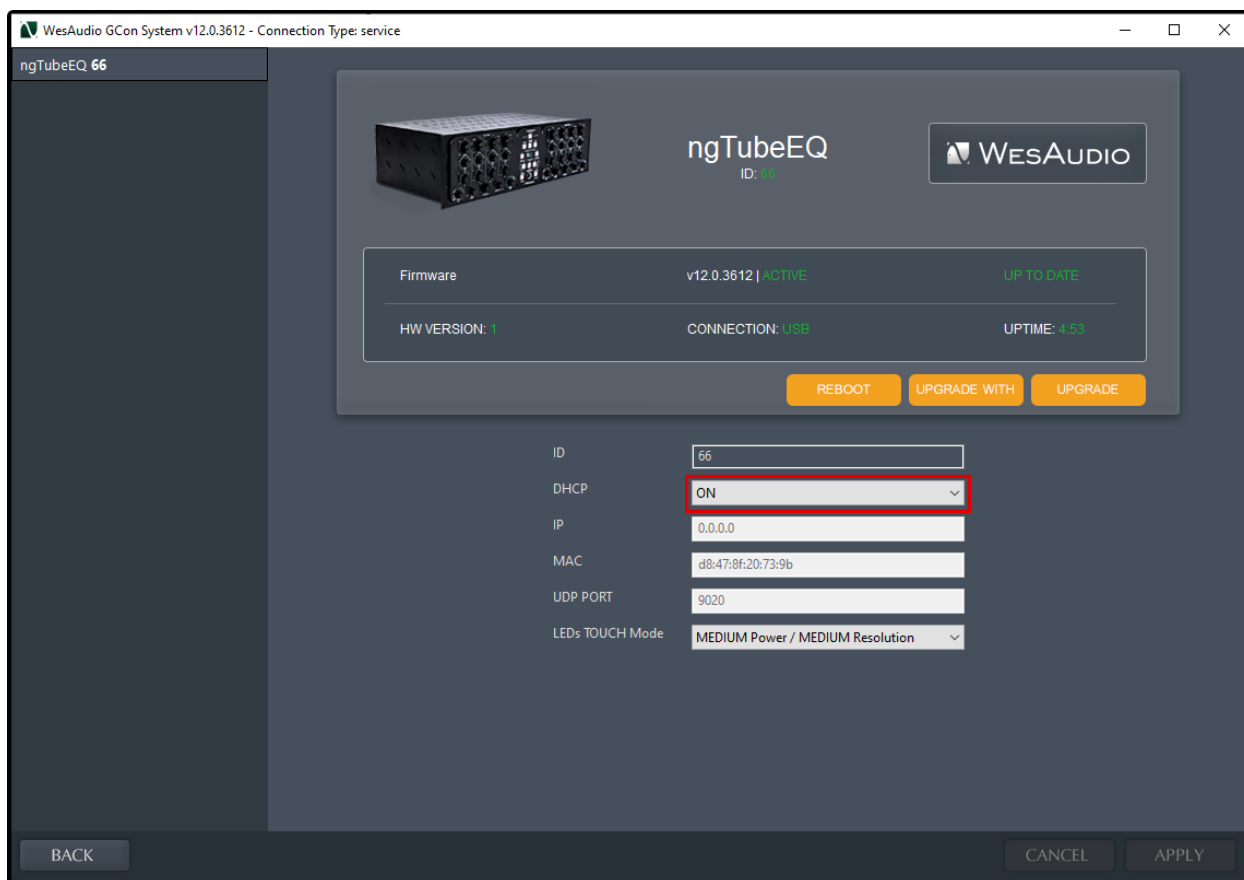 WesAudio GCon System v12.0.3612 - Connection Type: service
ngTubeEQ 66
ngTubeEQ
ID: 66
WESAUDIO
Firmware v12.0.3612 | ACTIVE UP TO DATE
HW VERSION: 1 CONNECTION: USB UPTIME: 4:53
REBOOT UPGRADE WITH UPGRADE
ID 66
DHCP ON
IP 0.0.0.0
MAC d8:47:8f:20:73:9b
UDP PORT 9020
LEDs TOUCH Mode MEDIUM Power / MEDIUM Resolution
BACK CANCEL APPLY